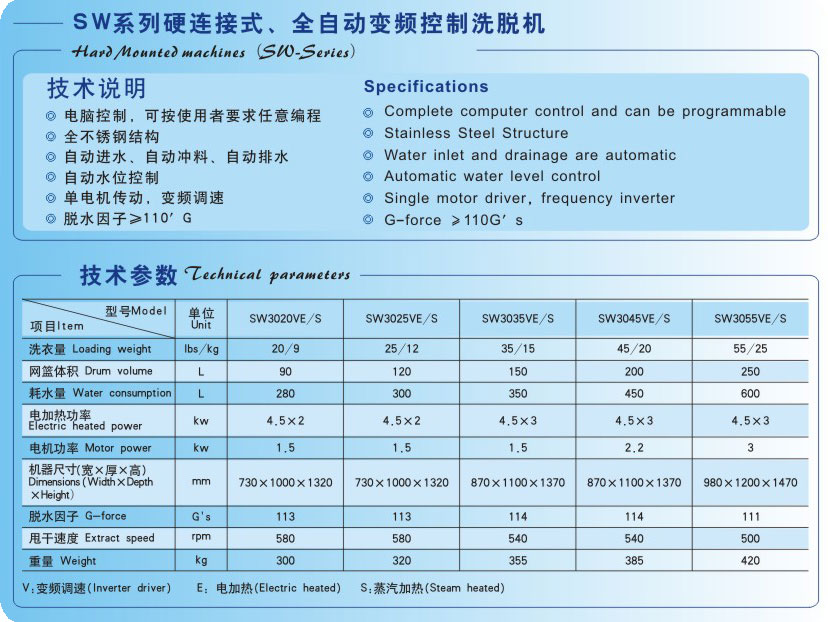 SW系列硬连接式、全自动变频控制洗脱机
Hard Mounted machines (SW-Series)
技术说明
◎ 电脑控制，可按使用者要求任意编程
◎ 全不锈钢结构
◎ 自动进水、自动冲料、自动排水
◎ 自动水位控制
◎ 单电机传动，变频调速
◎ 脱水因子≥110′ G
Specifications
◎ Complete computer control and can be programmable
◎ Stainless Steel Structure
◎ Water inlet and drainage are automatic
◎ Automatic water level control
◎ Single motor driver, frequency inverter
◎ G-force ≥110G′ s
技术参数 Technical parameters
型号Model
项目Item
单位
Unit
SW3020VE/S SW3025VE/S SW3035VE/S SW3045VE/S SW3055VE/S
洗衣量 Loading weight lbs/kg 20/9 25/12 35/15 45/20 55/25
网篮体积 Drum volume L 90 120 150 200 250
耗水量 Water consumption L 280 300 350 450 600
电加热功率
Electric heated power kw 4.5×2 4.5×2 4.5×3 4.5×3 4.5×3
电机功率 Motor power kw 1.5 1.5 1.5 2.2 3
机器尺寸(宽×厚×高)
Dimensions(Width×Depth
×Height) mm 730×1000×1320 730×1000×1320 870×1100×1370 870×1100×1370 980×1200×1470
脱水因子 G-force G's 113 113 114 114 111
甩干速度 Extract speed rpm 580 580 540 540 500
重量 Weight kg 300 320 355 385 420
V:变频调速(Inverter driver) E: 电加热(Electric heated) S:蒸汽加热(Steam heated)